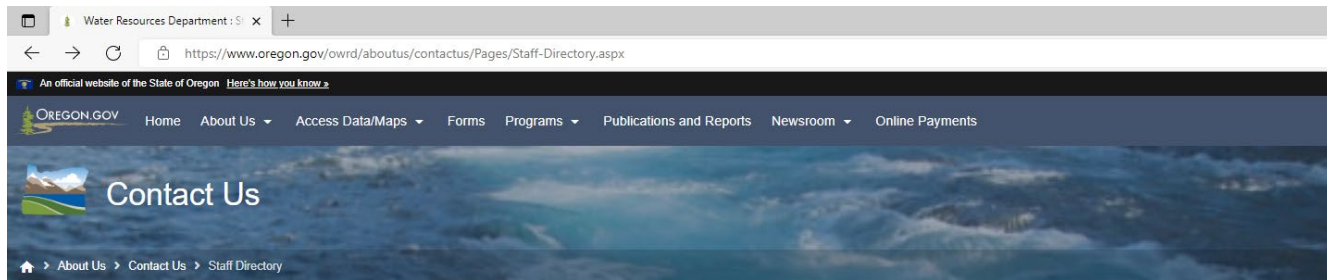 Water Resources Department : S
https://www.oregon.gov/owrd/aboutus/contactus/Pages/Staff-Directory.aspx
An official website of the State of Oregon Here's how you know »
OREGON.GOV Home About Us Access Data/Maps Forms Programs Publications and Reports Newsroom Online Payments
Contact Us
About Us > Contact Us > Staff Directory